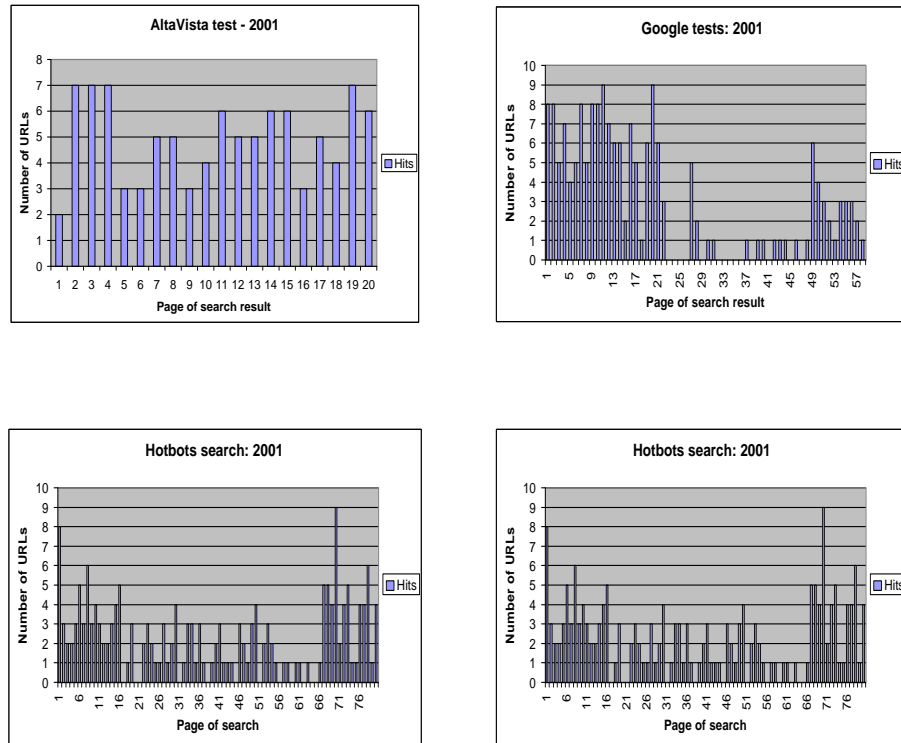 AltaVista test - 2001
Number of URLs
8
7
6
5
4
3
2
1
0
1 2 3 4 5 6 7 8 9 10 11 12 13 14 15 16 17 18 19 20
Page of search result
Hits
Google tests: 2001
Number of URLs
10
9
8
7
6
5
4
3
2
1
0
1 5 9 13 17 21 25 29 33 37 41 45 49 53 57
Page of search result
Hits
Hotbots search: 2001
Number of URLs
10
9
8
7
6
5
4
3
2
1
0
1 6 11 16 21 26 31 36 41 46 51 56 61 66 71 76
Page of search
Hits
Hotbots search: 2001
Number of URLs
10
9
8
7
6
5
4
3
2
1
0
1 6 11 16 21 26 31 36 41 46 51 56 61 66 71 76
Page of search
Hits